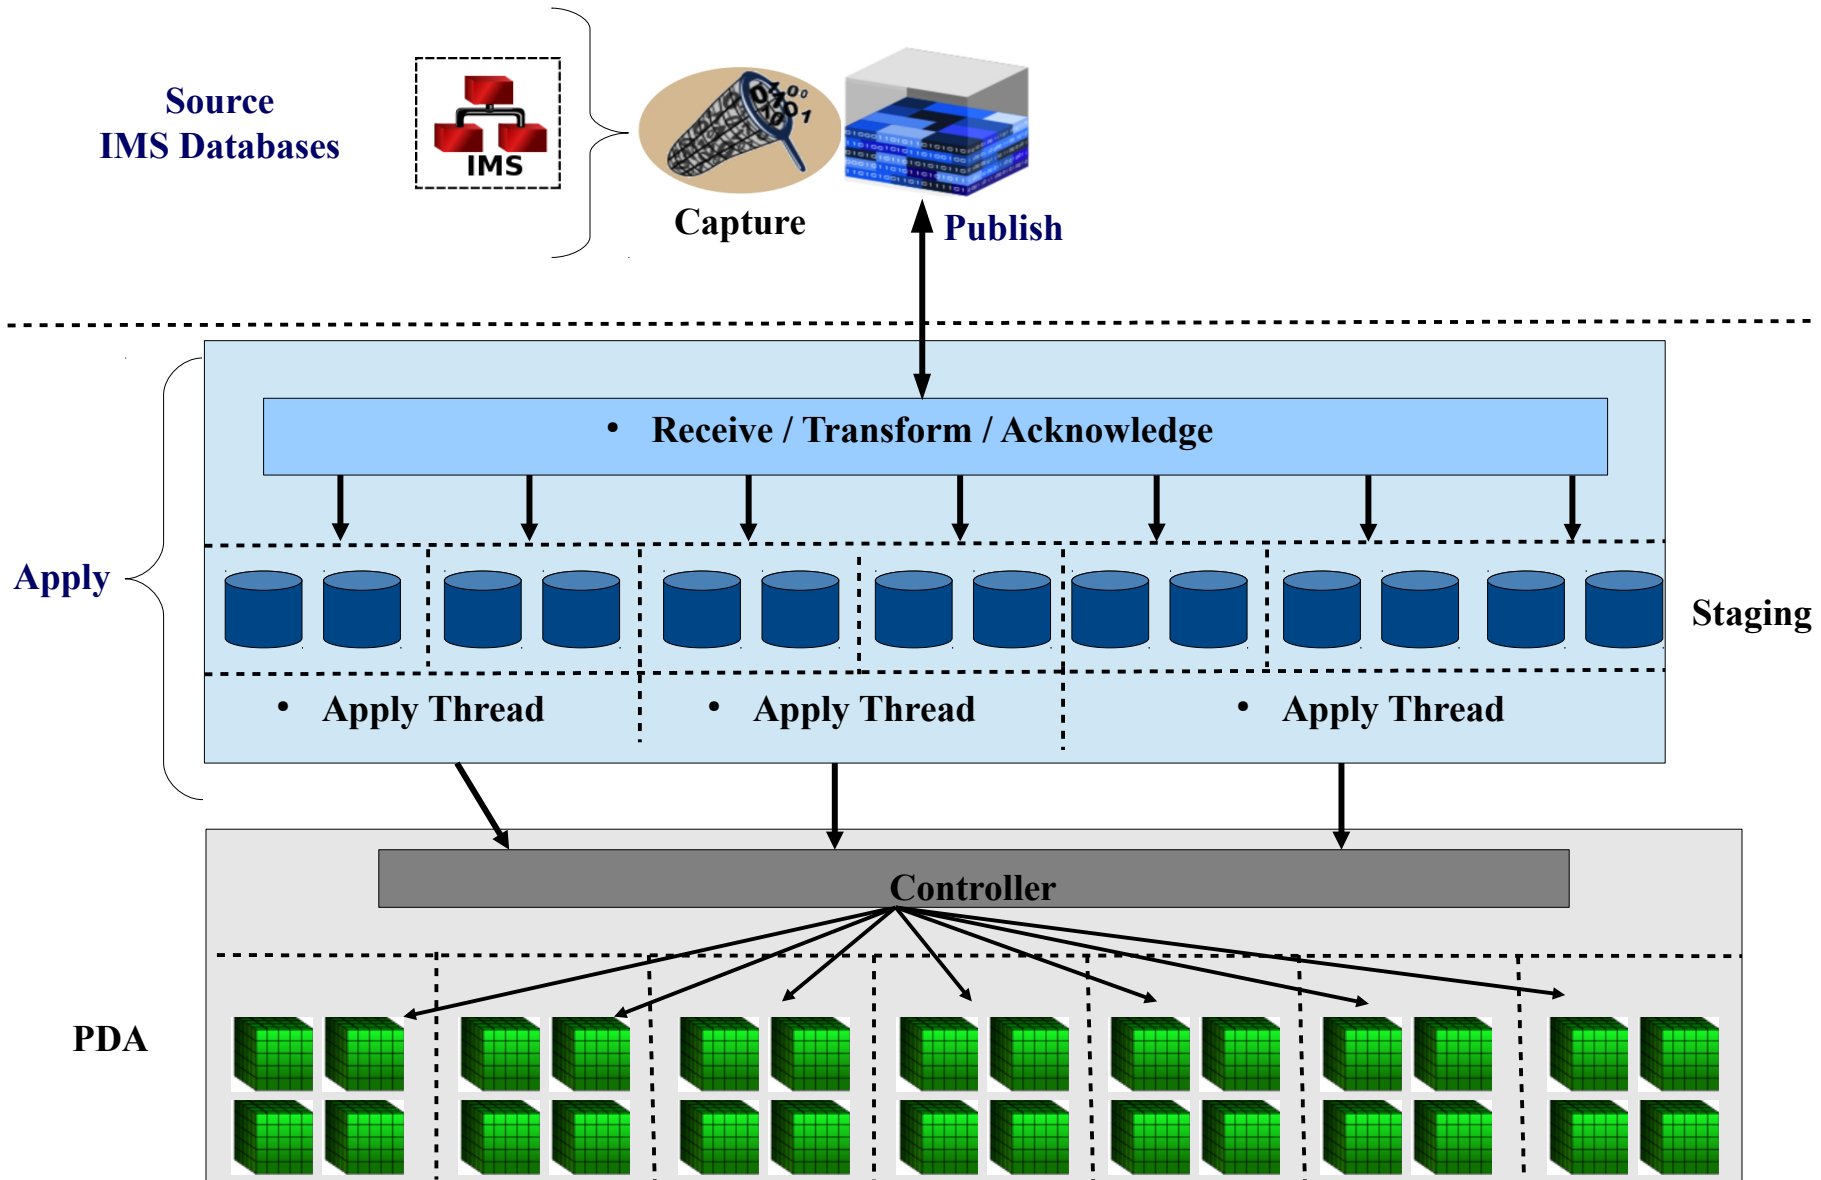 Source
IMS Databases
IMS
Capture
Publish
• Receive / Transform / Acknowledge
Apply
Staging
• Apply Thread
• Apply Thread
• Apply Thread
Controller
PDA